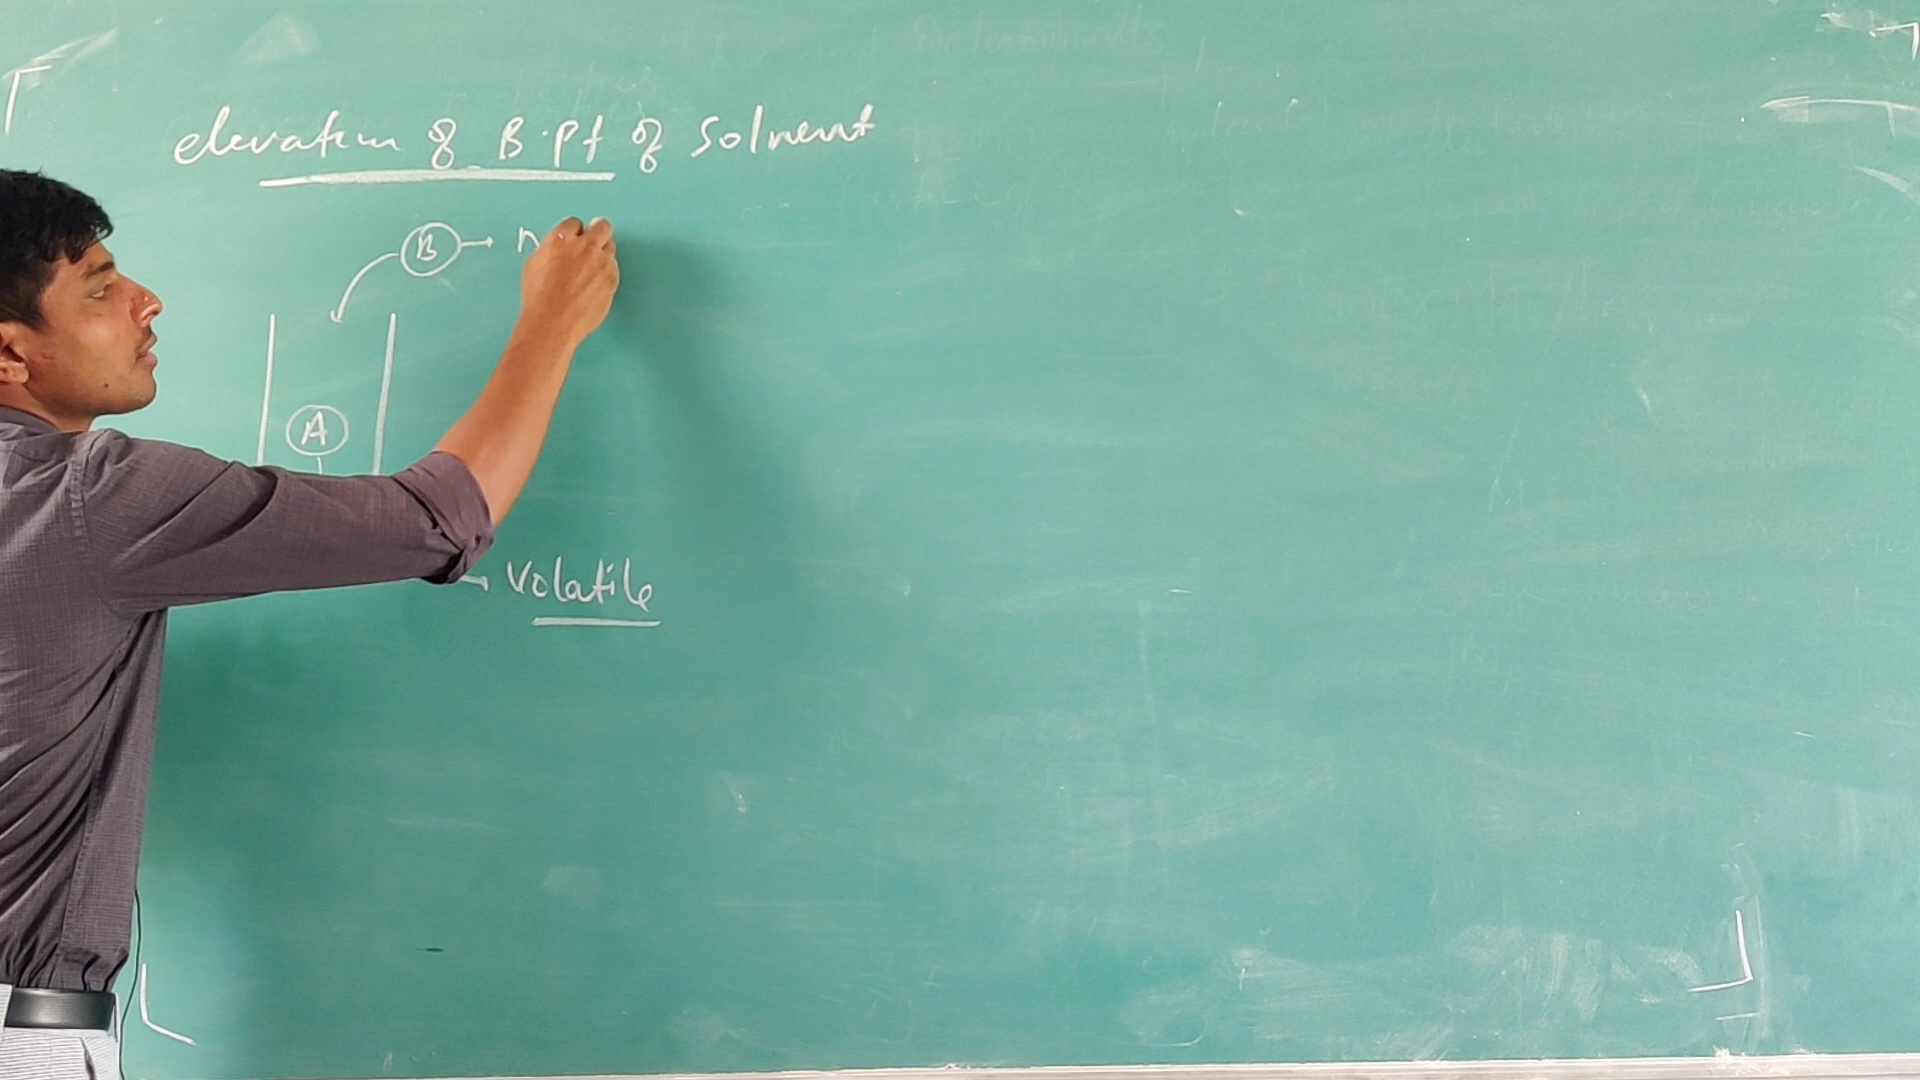 elevation of B.Pt of Solvent
B → n
A
→ Volatile